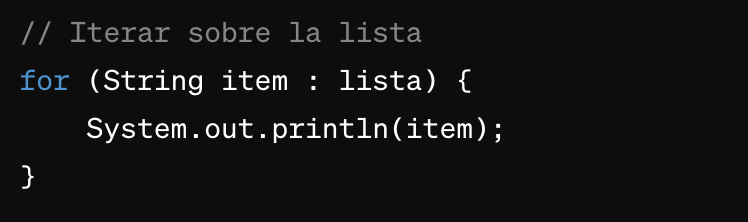 // Iterar sobre la lista
for (String item : lista) {
    System.out.println(item);
}